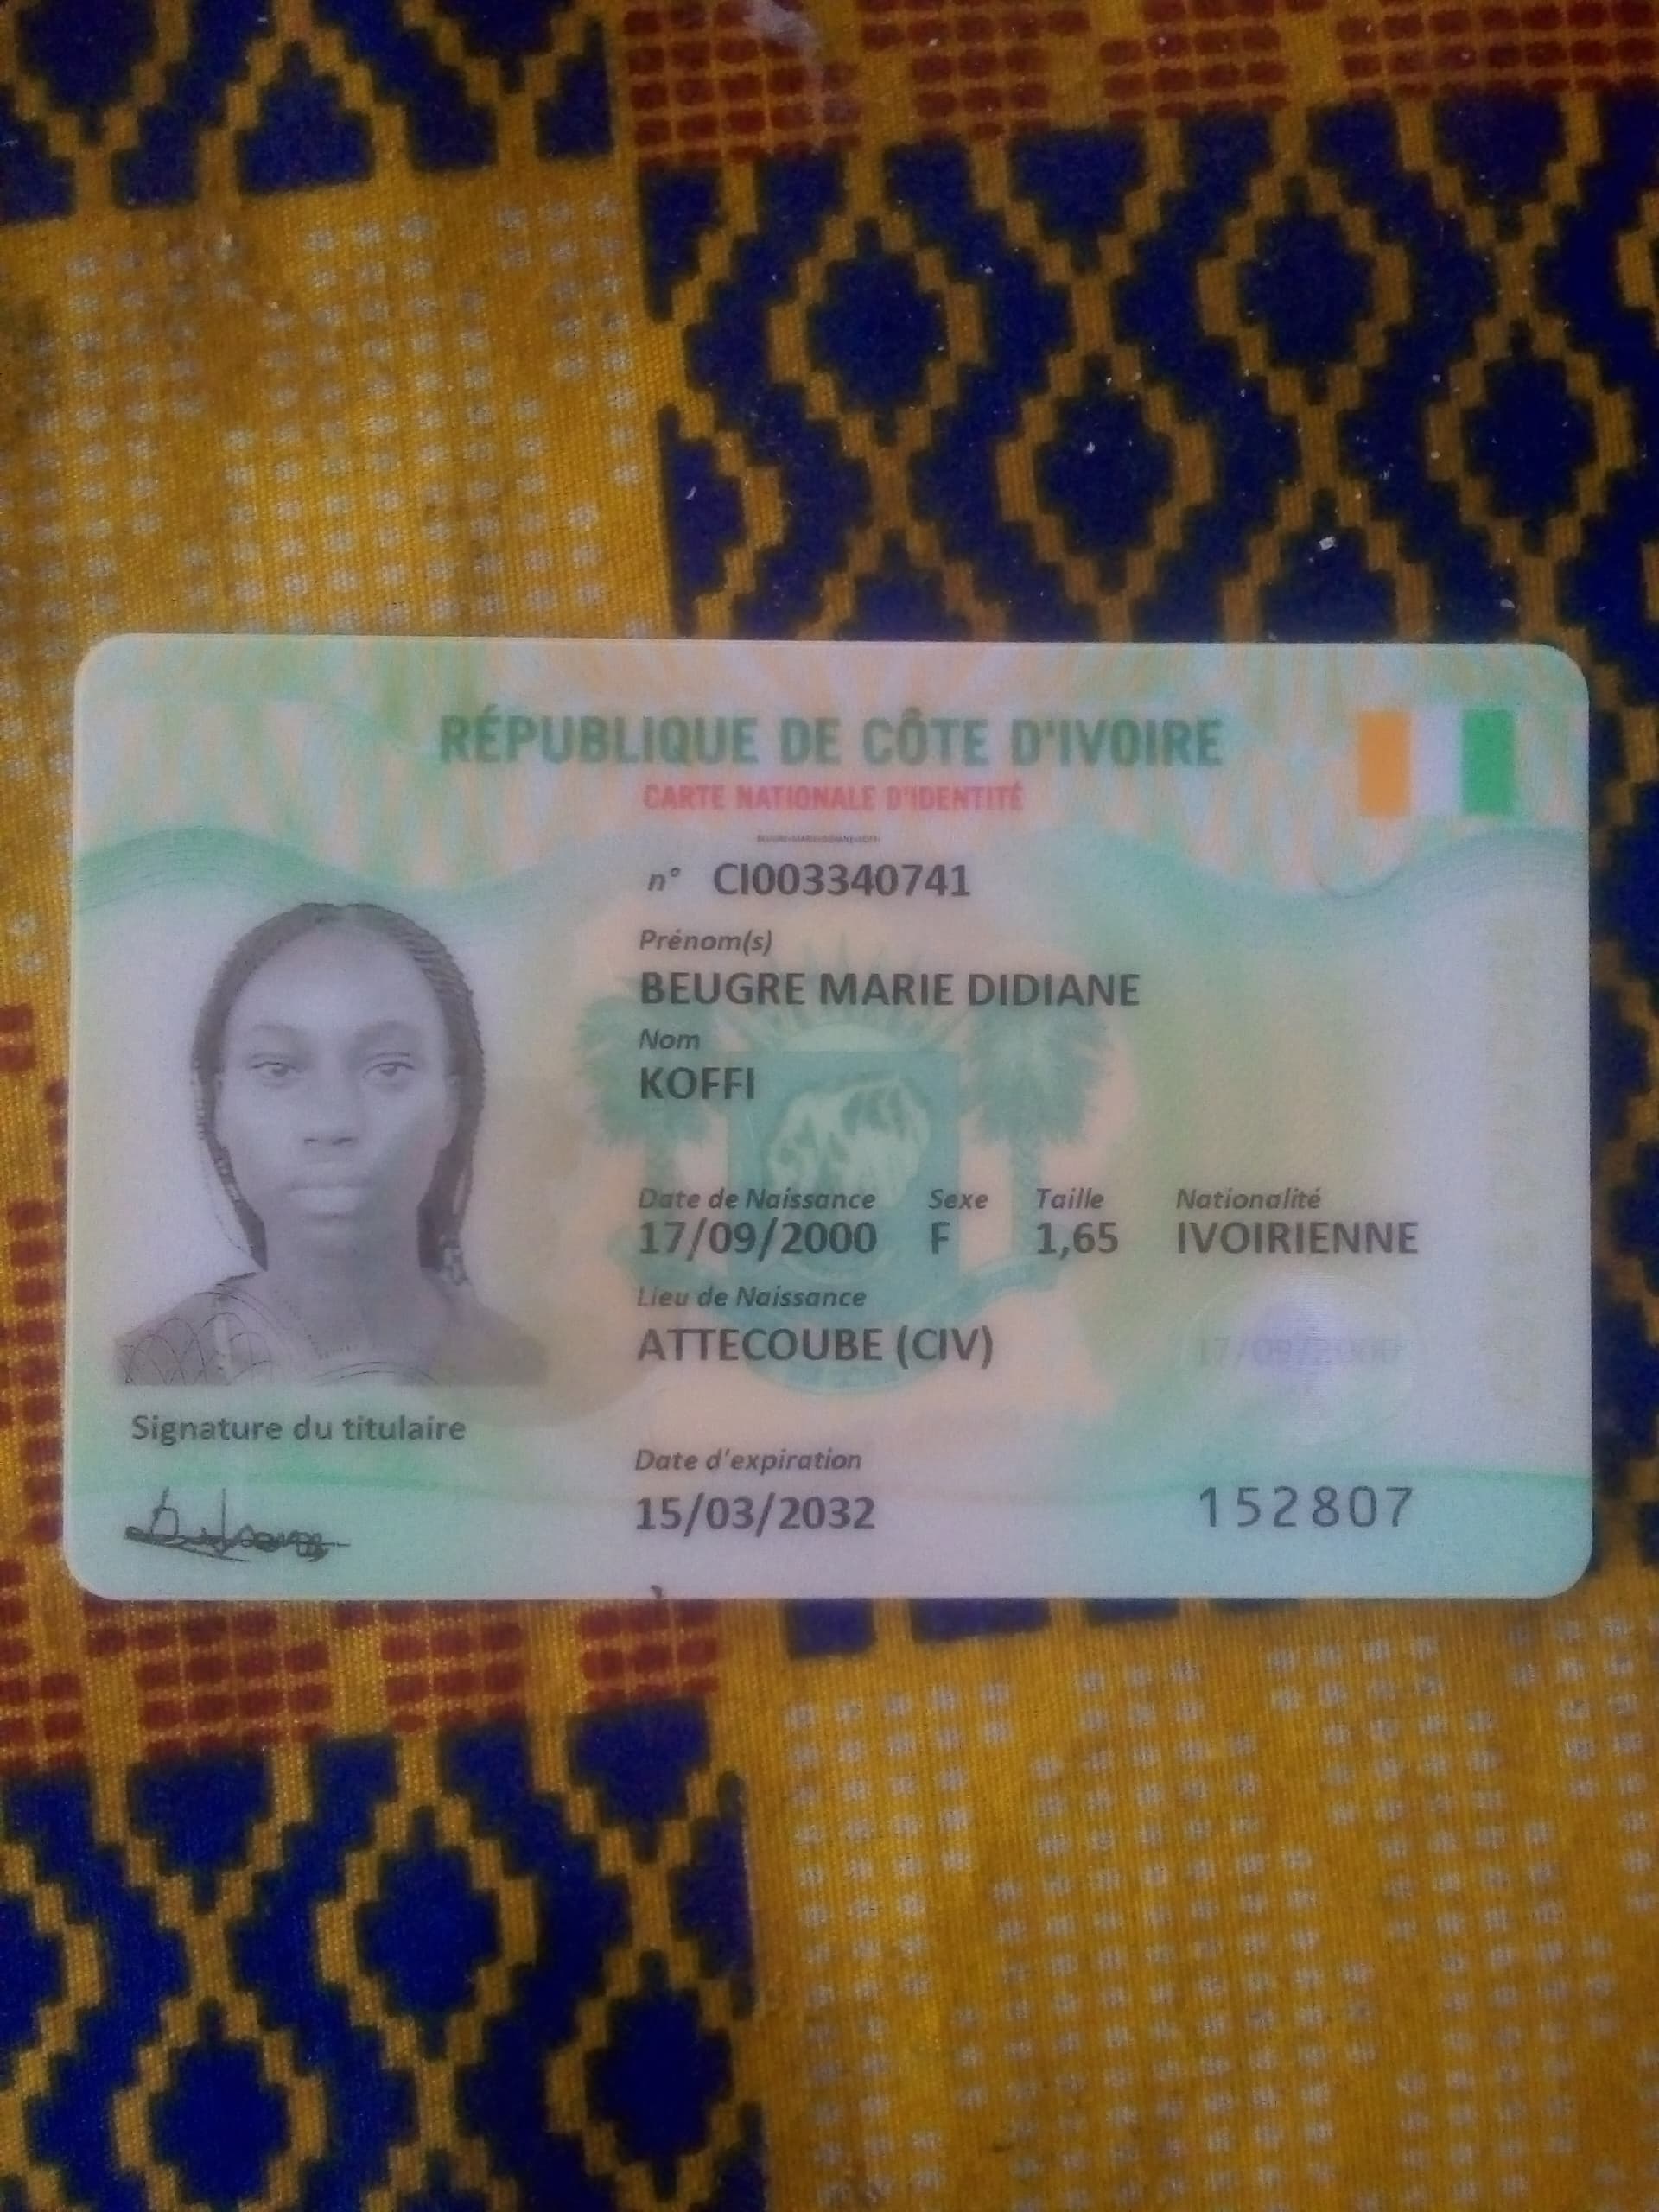 RÉPUBLIQUE DE CÔTE D'IVOIRE
CARTE NATIONALE D'IDENTITÉ
n° CI003340741
Prénom(s)
BEUGRE MARIE DIDIANE
Nom
KOFFI
Date de Naissance Sexe Taille Nationalité
17/09/2000 F 1,65 IVOIRIENNE
Lieu de Naissance
ATTECOUBE (CIV)
17/09/2000
Signature du titulaire
Date d'expiration
15/03/2032
152807